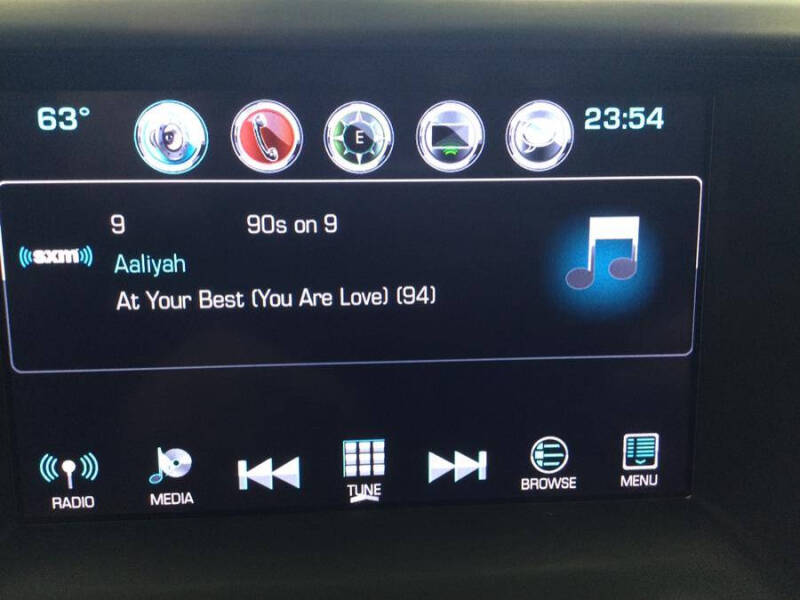 63° E 23:54
9 90s on 9
sxm
Aaliyah
At Your Best (You Are Love) (94)
RADIO MEDIA TUNE BROWSE MENU